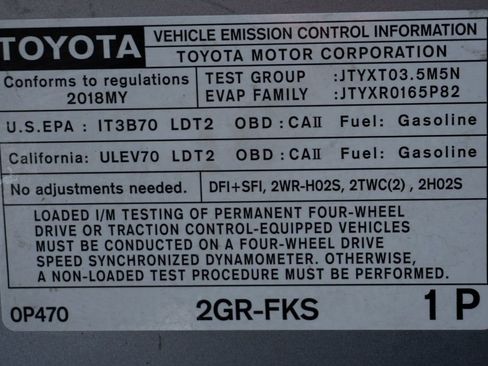 TOYOTA
VEHICLE EMISSION CONTROL INFORMATION
TOYOTA MOTOR CORPORATION
Conforms to regulations
2018MY
TEST GROUP :JTYXT03.5M5N
EVAP FAMILY :JTYXR0165P82
U.S.EPA : IT3B70 LDT2 OBD : CAII Fuel: Gasoline
California: ULEV70 LDT2 OBD : CAII Fuel: Gasoline
No adjustments needed. DFI+SFI, 2WR-HO2S, 2TWC(2) , 2HO2S
LOADED I/M TESTING OF PERMANENT FOUR-WHEEL
DRIVE OR TRACTION CONTROL-EQUIPPED VEHICLES
MUST BE CONDUCTED ON A FOUR-WHEEL DRIVE
SPEED SYNCHRONIZED DYNAMOMETER. OTHERWISE,
A NON-LOADED TEST PROCEDURE MUST BE PERFORMED.
0P470 2GR-FKS 1 P